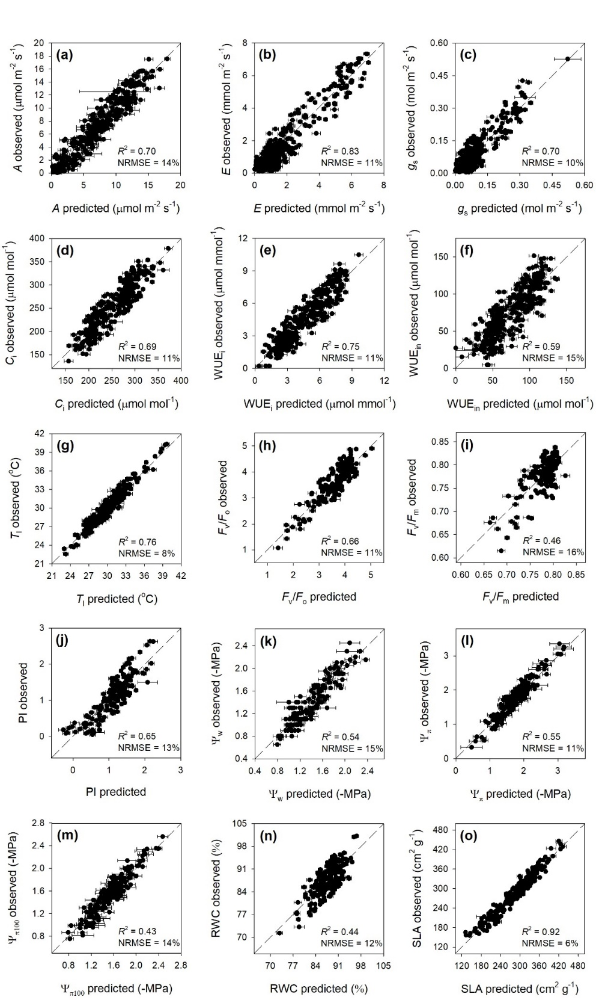 (a)
A observed (μmol m⁻² s⁻¹)
20
18
16
14
12
10
8
6
4
2
0
R² = 0.70
NRMSE = 14%
0 5 10 15 20
A predicted (μmol m⁻² s⁻¹)
(b)
E observed (mmol m⁻² s⁻¹)
8
6
4
2
0
R² = 0.83
NRMSE = 11%
0 2 4 6 8
E predicted (mmol m⁻² s⁻¹)
(c)
gs observed (mol m⁻² s⁻¹)
0.60
0.45
0.30
0.15
0.00
R² = 0.70
NRMSE = 10%
0.00 0.15 0.30 0.45 0.60
gs predicted (mol m⁻² s⁻¹)
(d)
Ci observed (μmol mol⁻¹)
400
350
300
250
200
150
R² = 0.69
NRMSE = 11%
150 200 250 300 350 400
Ci predicted (μmol mol⁻¹)
(e)
WUEi observed (μmol mmol⁻¹)
12
9
6
3
0
R² = 0.75
NRMSE = 11%
0 3 6 9 12
WUEi predicted (μmol mmol⁻¹)
(f)
WUEin observed (μmol mol⁻¹)
150
100
50
0
R² = 0.59
NRMSE = 15%
0 50 100 150
WUEin predicted (μmol mol⁻¹)
(g)
Tl observed (°C)
42
39
36
33
30
27
24
21
R² = 0.76
NRMSE = 8%
21 24 27 30 33 36 39 42
Tl predicted (°C)
(h)
Fv/Fo observed
5
4
3
2
1
R² = 0.66
NRMSE = 11%
1 2 3 4 5
Fv/Fo predicted
(i)
Fv/Fm observed
0.85
0.80
0.75
0.70
0.65
0.60
R² = 0.46
NRMSE = 16%
0.60 0.65 0.70 0.75 0.80 0.85
Fv/Fm predicted
(j)
PI observed
3
2
1
0
R² = 0.65
NRMSE = 13%
0 1 2 3
PI predicted
(k)
Ψw observed (-MPa)
2.4
2.0
1.6
1.2
0.8
0.4
R² = 0.54
NRMSE = 15%
0.4 0.8 1.2 1.6 2.0 2.4
Ψw predicted (-MPa)
(l)
Ψπ observed (-MPa)
3
2
1
0
R² = 0.55
NRMSE = 11%
0 1 2 3
Ψπ predicted (-MPa)
(m)
Ψπ100 observed (-MPa)
2.8
2.4
2.0
1.6
1.2
0.8
R² = 0.43
NRMSE = 14%
0.8 1.2 1.6 2.0 2.4 2.8
Ψπ100 predicted (-MPa)
(n)
RWC observed (%)
105
98
91
84
77
70
R² = 0.44
NRMSE = 12%
70 77 84 91 98 105
RWC predicted (%)
(o)
SLA observed (cm² g⁻¹)
480
420
360
300
240
180
120
R² = 0.92
NRMSE = 6%
120 180 240 300 360 420 480
SLA predicted (cm² g⁻¹)